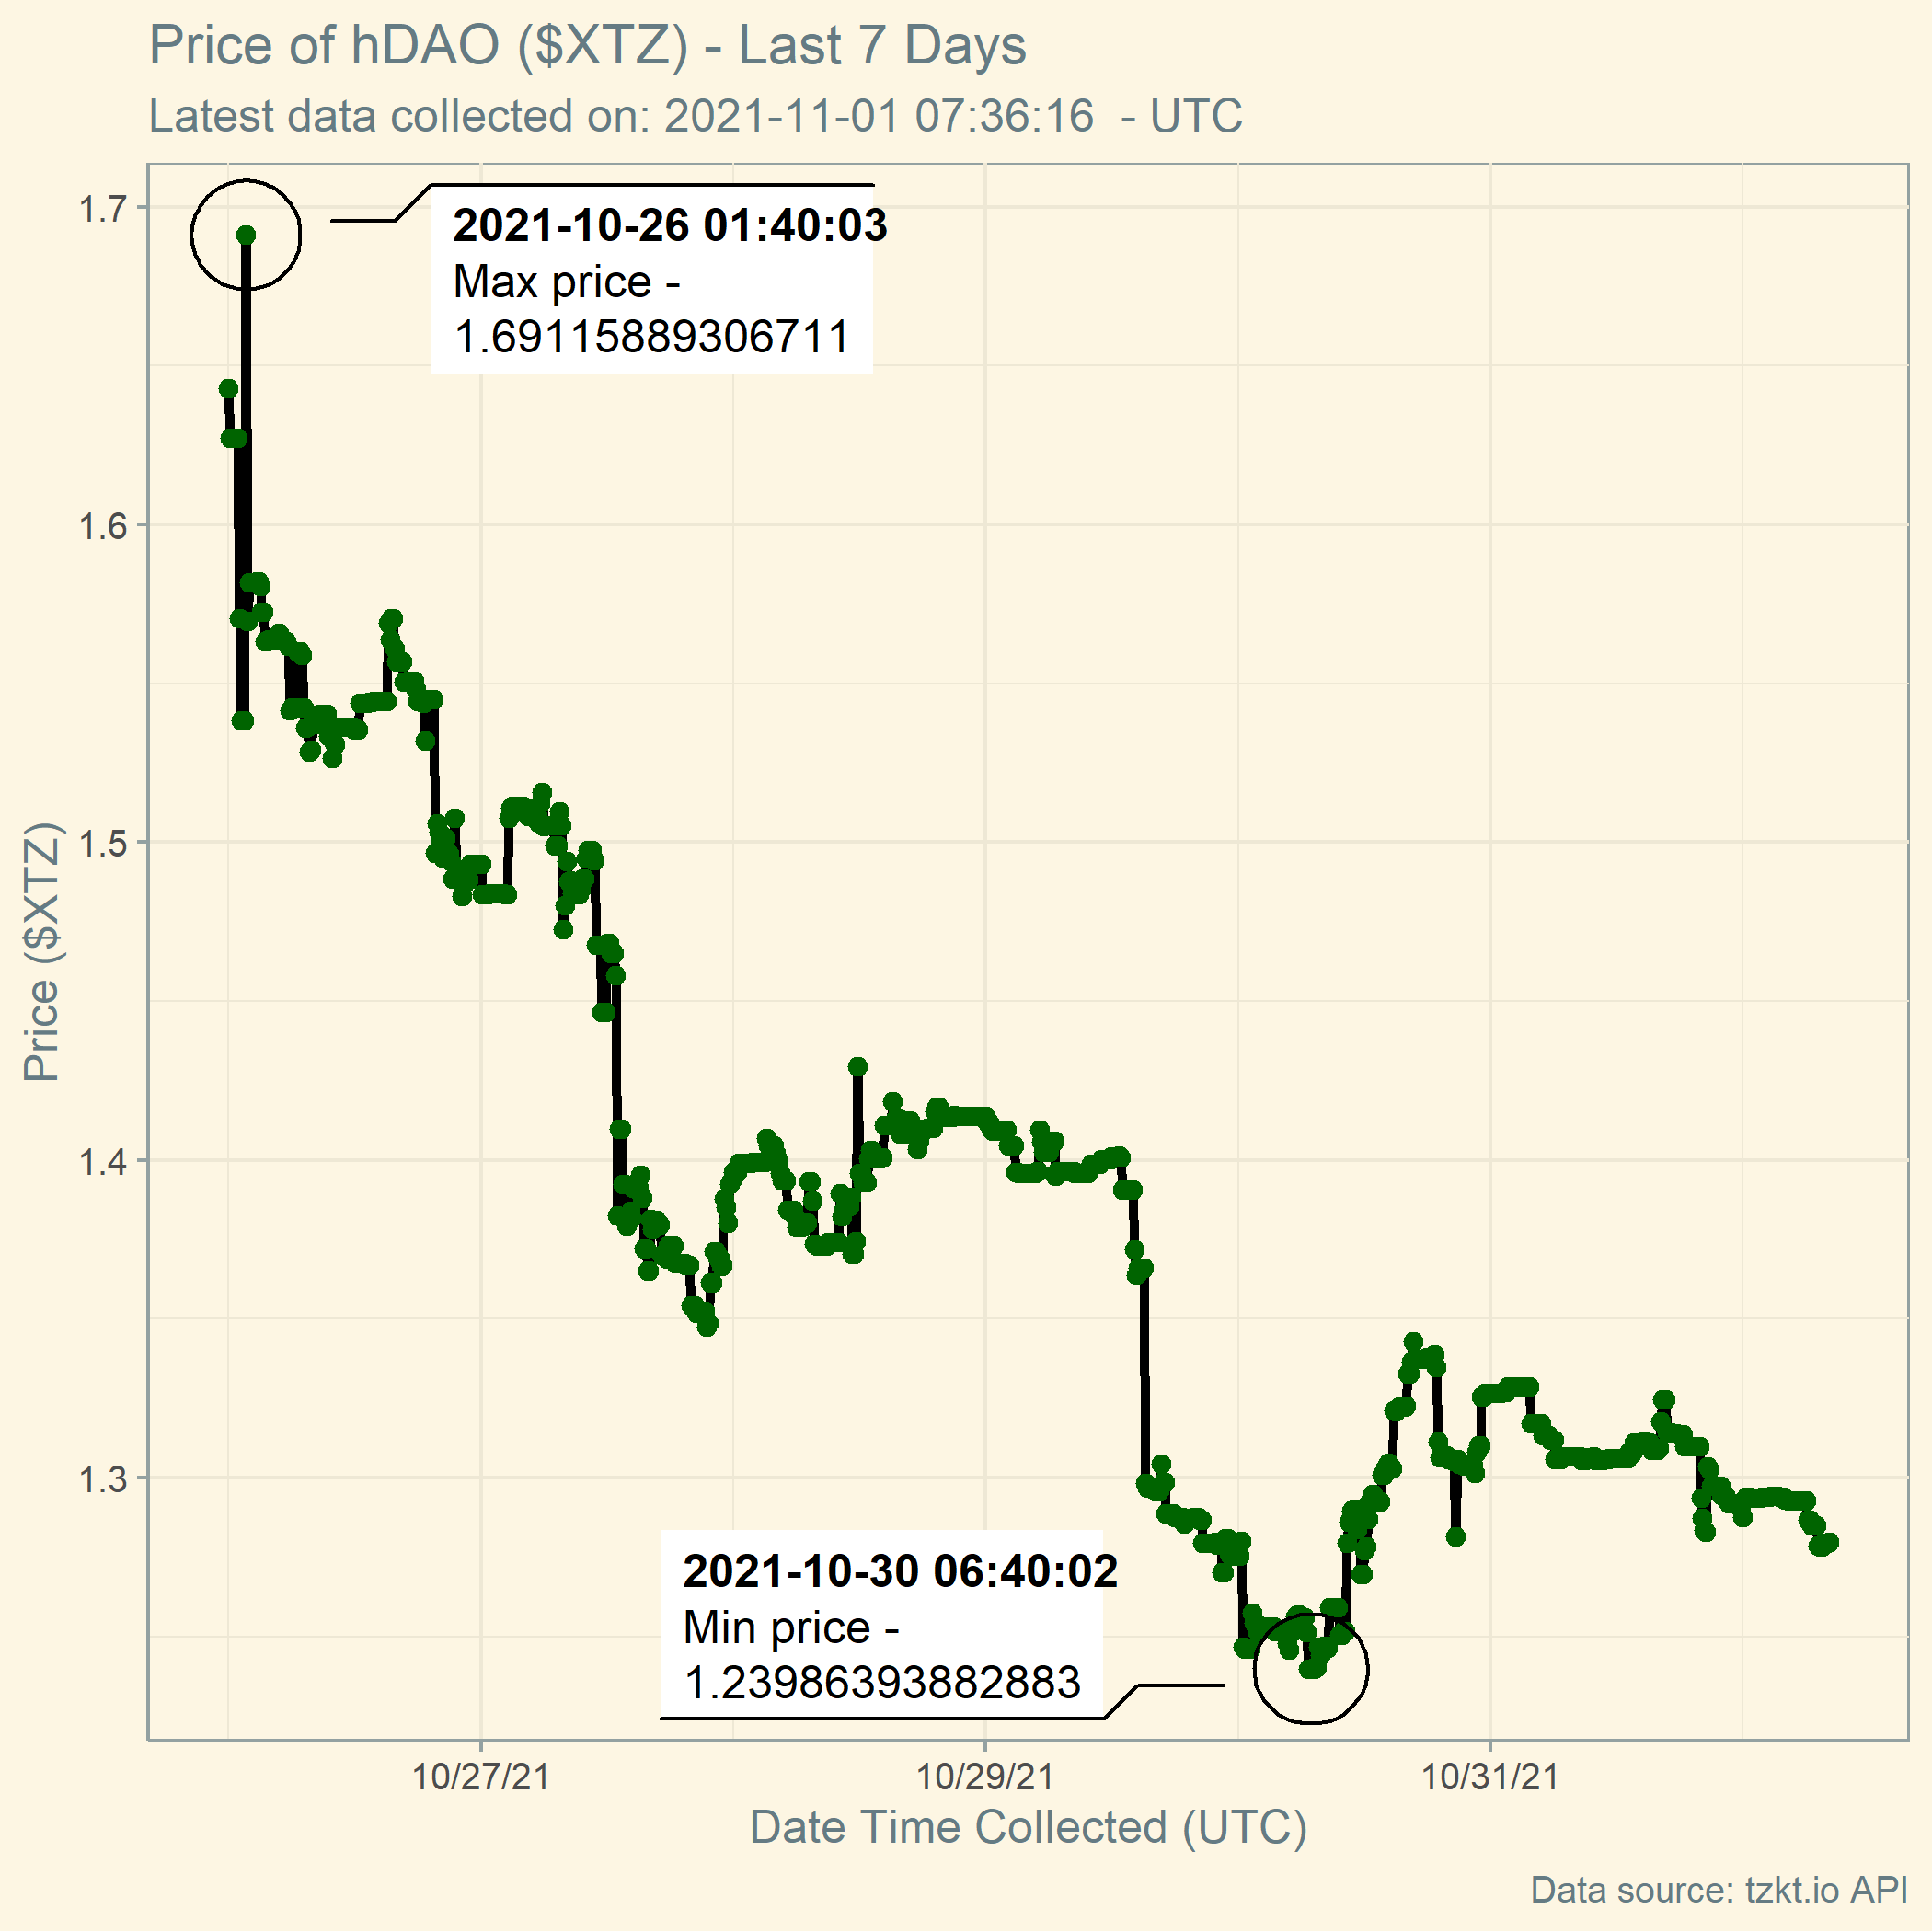 Price of hDAO ($XTZ) - Last 7 Days
Latest data collected on: 2021-11-01 07:36:16  - UTC
1.7
1.6
1.5
1.4
1.3
Price ($XTZ)
2021-10-26 01:40:03
Max price -
1.69115889306711
2021-10-30 06:40:02
Min price -
1.23986393882883
10/27/21
10/29/21
10/31/21
Date Time Collected (UTC)
Data source: tzkt.io API